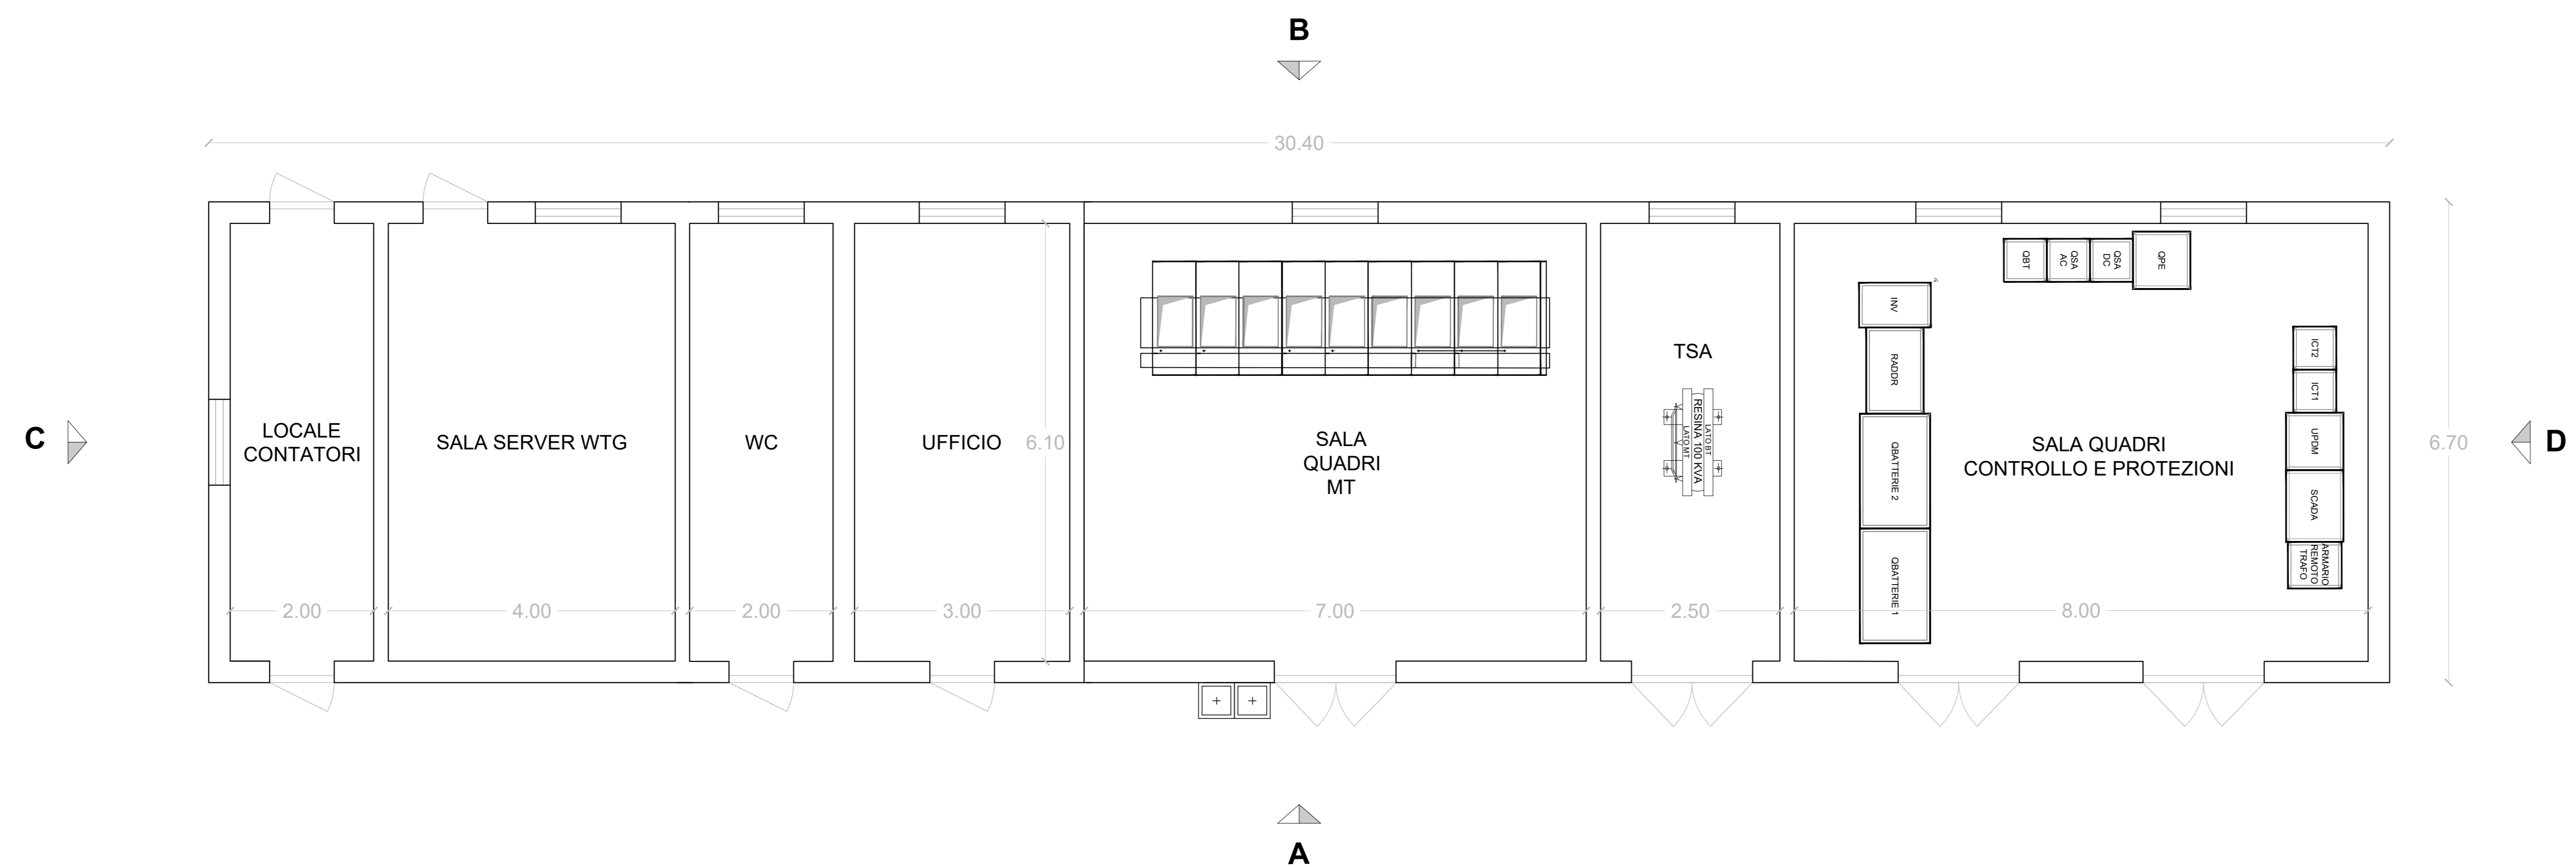 B
30.40
QBT
QSA
AC
QSA
DC
QPE
INV
RADDR
ICT2
ICT1
TSA
LOCALE
CONTATORI
SALA SERVER WTG
WC
UFFICIO
6.10
SALA
QUADRI
MT
LATO BT
RESINA 100 KVA
LATO MT
QBATTERIE 2
SALA QUADRI
CONTROLLO E PROTEZIONI
UPDM
SCADA
ARMARIO
REMOTO
TRAFO
QBATTERIE 1
C
D
6.70
2.00
4.00
2.00
3.00
7.00
2.50
8.00
A